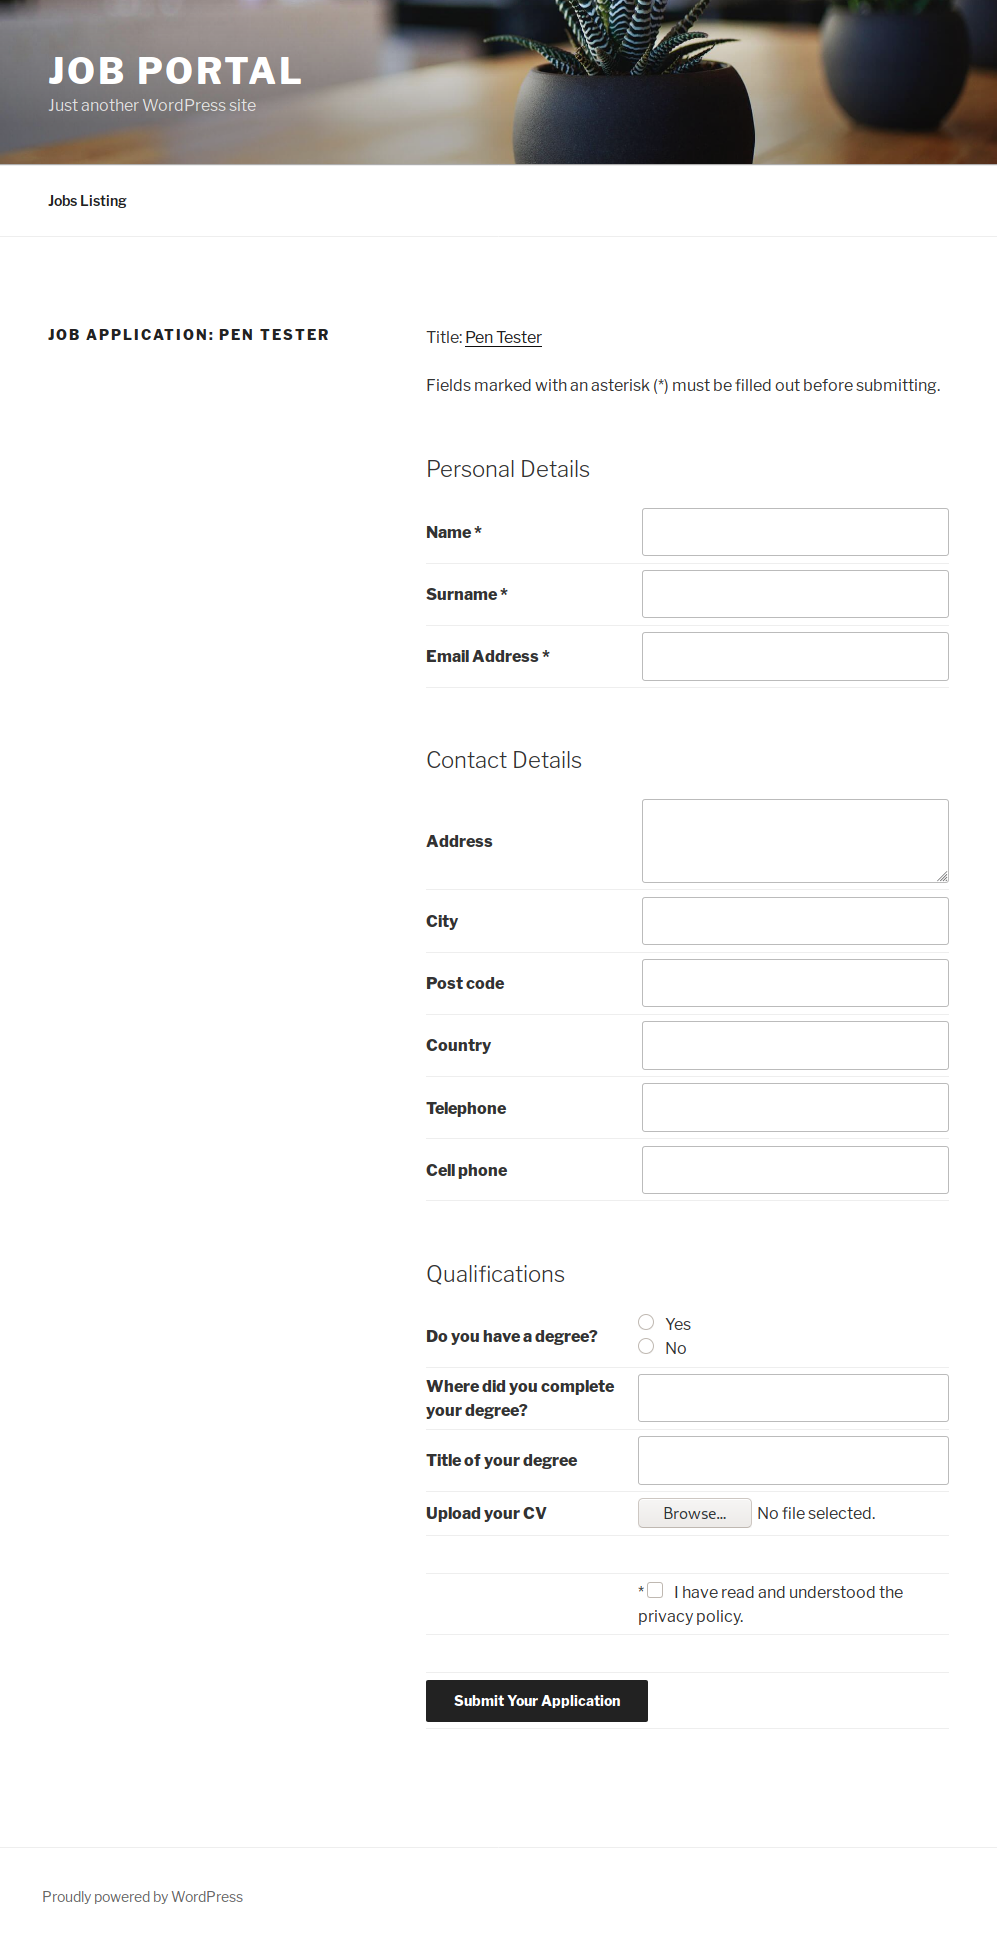 JOB PORTAL
Just another WordPress site
Jobs Listing
JOB APPLICATION: PEN TESTER
Title: Pen Tester
Fields marked with an asterisk (*) must be filled out before submitting.
Personal Details
Name *
Surname *
Email Address *
Contact Details
Address
City
Post code
Country
Telephone
Cell phone
Qualifications
Do you have a degree?
Yes
No
Where did you complete
your degree?
Title of your degree
Upload your CV
Browse... No file selected.
* I have read and understood the
privacy policy.
Submit Your Application
Proudly powered by WordPress